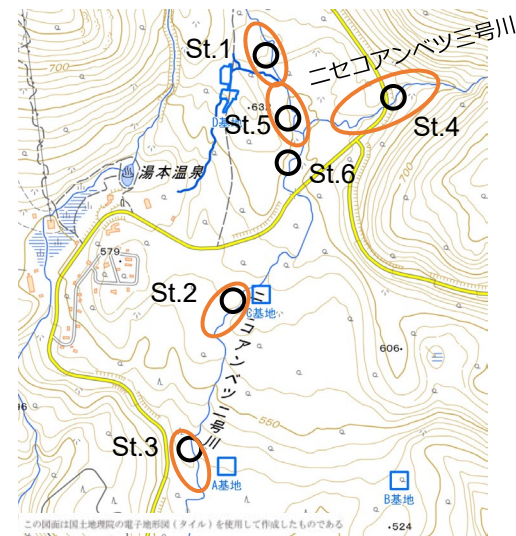 ニセコアンベツ三号川
St.1
700
700
・632
D基地
St.5
St.4
湯本温泉
St.6
579
St.2
C基地
ニセコアンベツ二号川
606・
550
St.3
A基地
B基地
・524
この図面は国土地理院の電子地形図(タイル)を使用して作成したものである